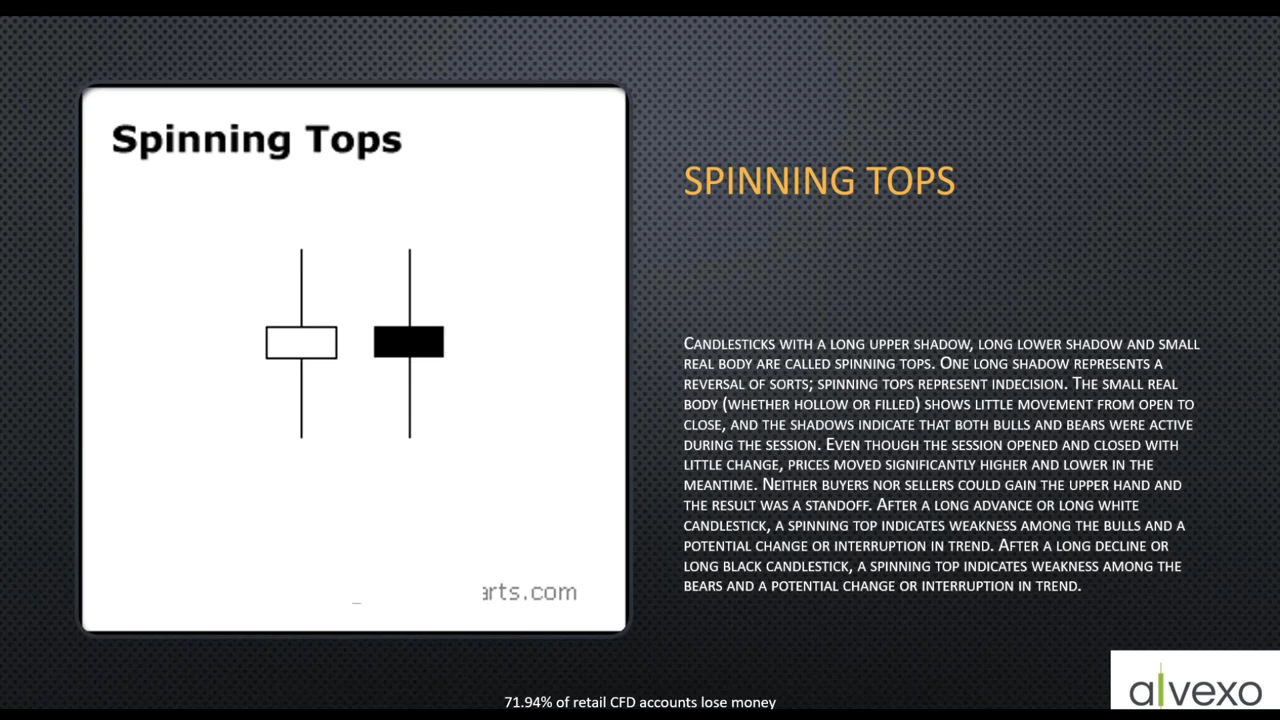 Spinning Tops
arts.com
SPINNING TOPS
CANDLESTICKS WITH A LONG UPPER SHADOW, LONG LOWER SHADOW AND SMALL
REAL BODY ARE CALLED SPINNING TOPS. ONE LONG SHADOW REPRESENTS A
REVERSAL OF SORTS; SPINNING TOPS REPRESENT INDECISION. THE SMALL REAL
BODY (WHETHER HOLLOW OR FILLED) SHOWS LITTLE MOVEMENT FROM OPEN TO
CLOSE, AND THE SHADOWS INDICATE THAT BOTH BULLS AND BEARS WERE ACTIVE
DURING THE SESSION. EVEN THOUGH THE SESSION OPENED AND CLOSED WITH
LITTLE CHANGE, PRICES MOVED SIGNIFICANTLY HIGHER AND LOWER IN THE
MEANTIME. NEITHER BUYERS NOR SELLERS COULD GAIN THE UPPER HAND AND
THE RESULT WAS A STANDOFF. AFTER A LONG ADVANCE OR LONG WHITE
CANDLESTICK, A SPINNING TOP INDICATES WEAKNESS AMONG THE BULLS AND A
POTENTIAL CHANGE OR INTERRUPTION IN TREND. AFTER A LONG DECLINE OR
LONG BLACK CANDLESTICK, A SPINNING TOP INDICATES WEAKNESS AMONG THE
BEARS AND A POTENTIAL CHANGE OR INTERRUPTION IN TREND.
71.94% of retail CFD accounts lose money
alvexo